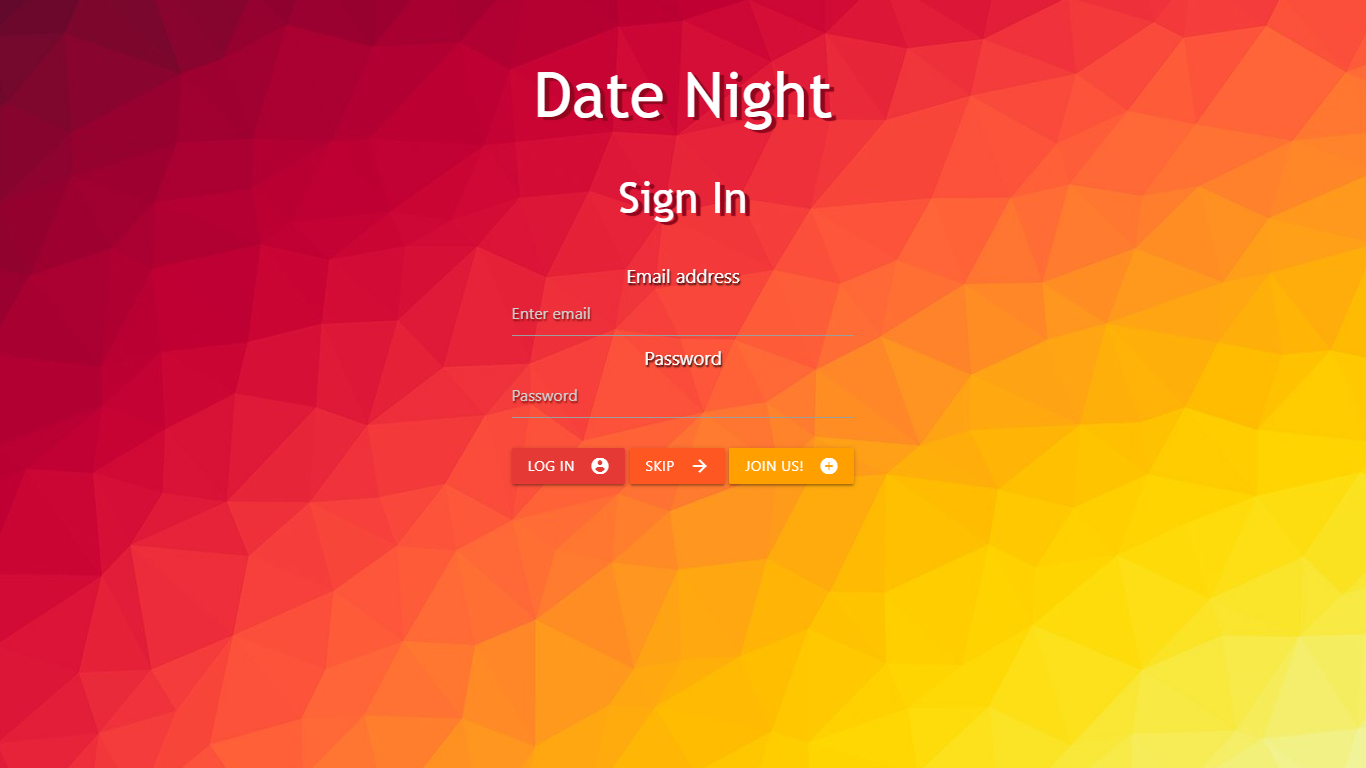 Date Night
Sign In
Email address
Enter email
Password
Password
LOG IN SKIP JOIN US!